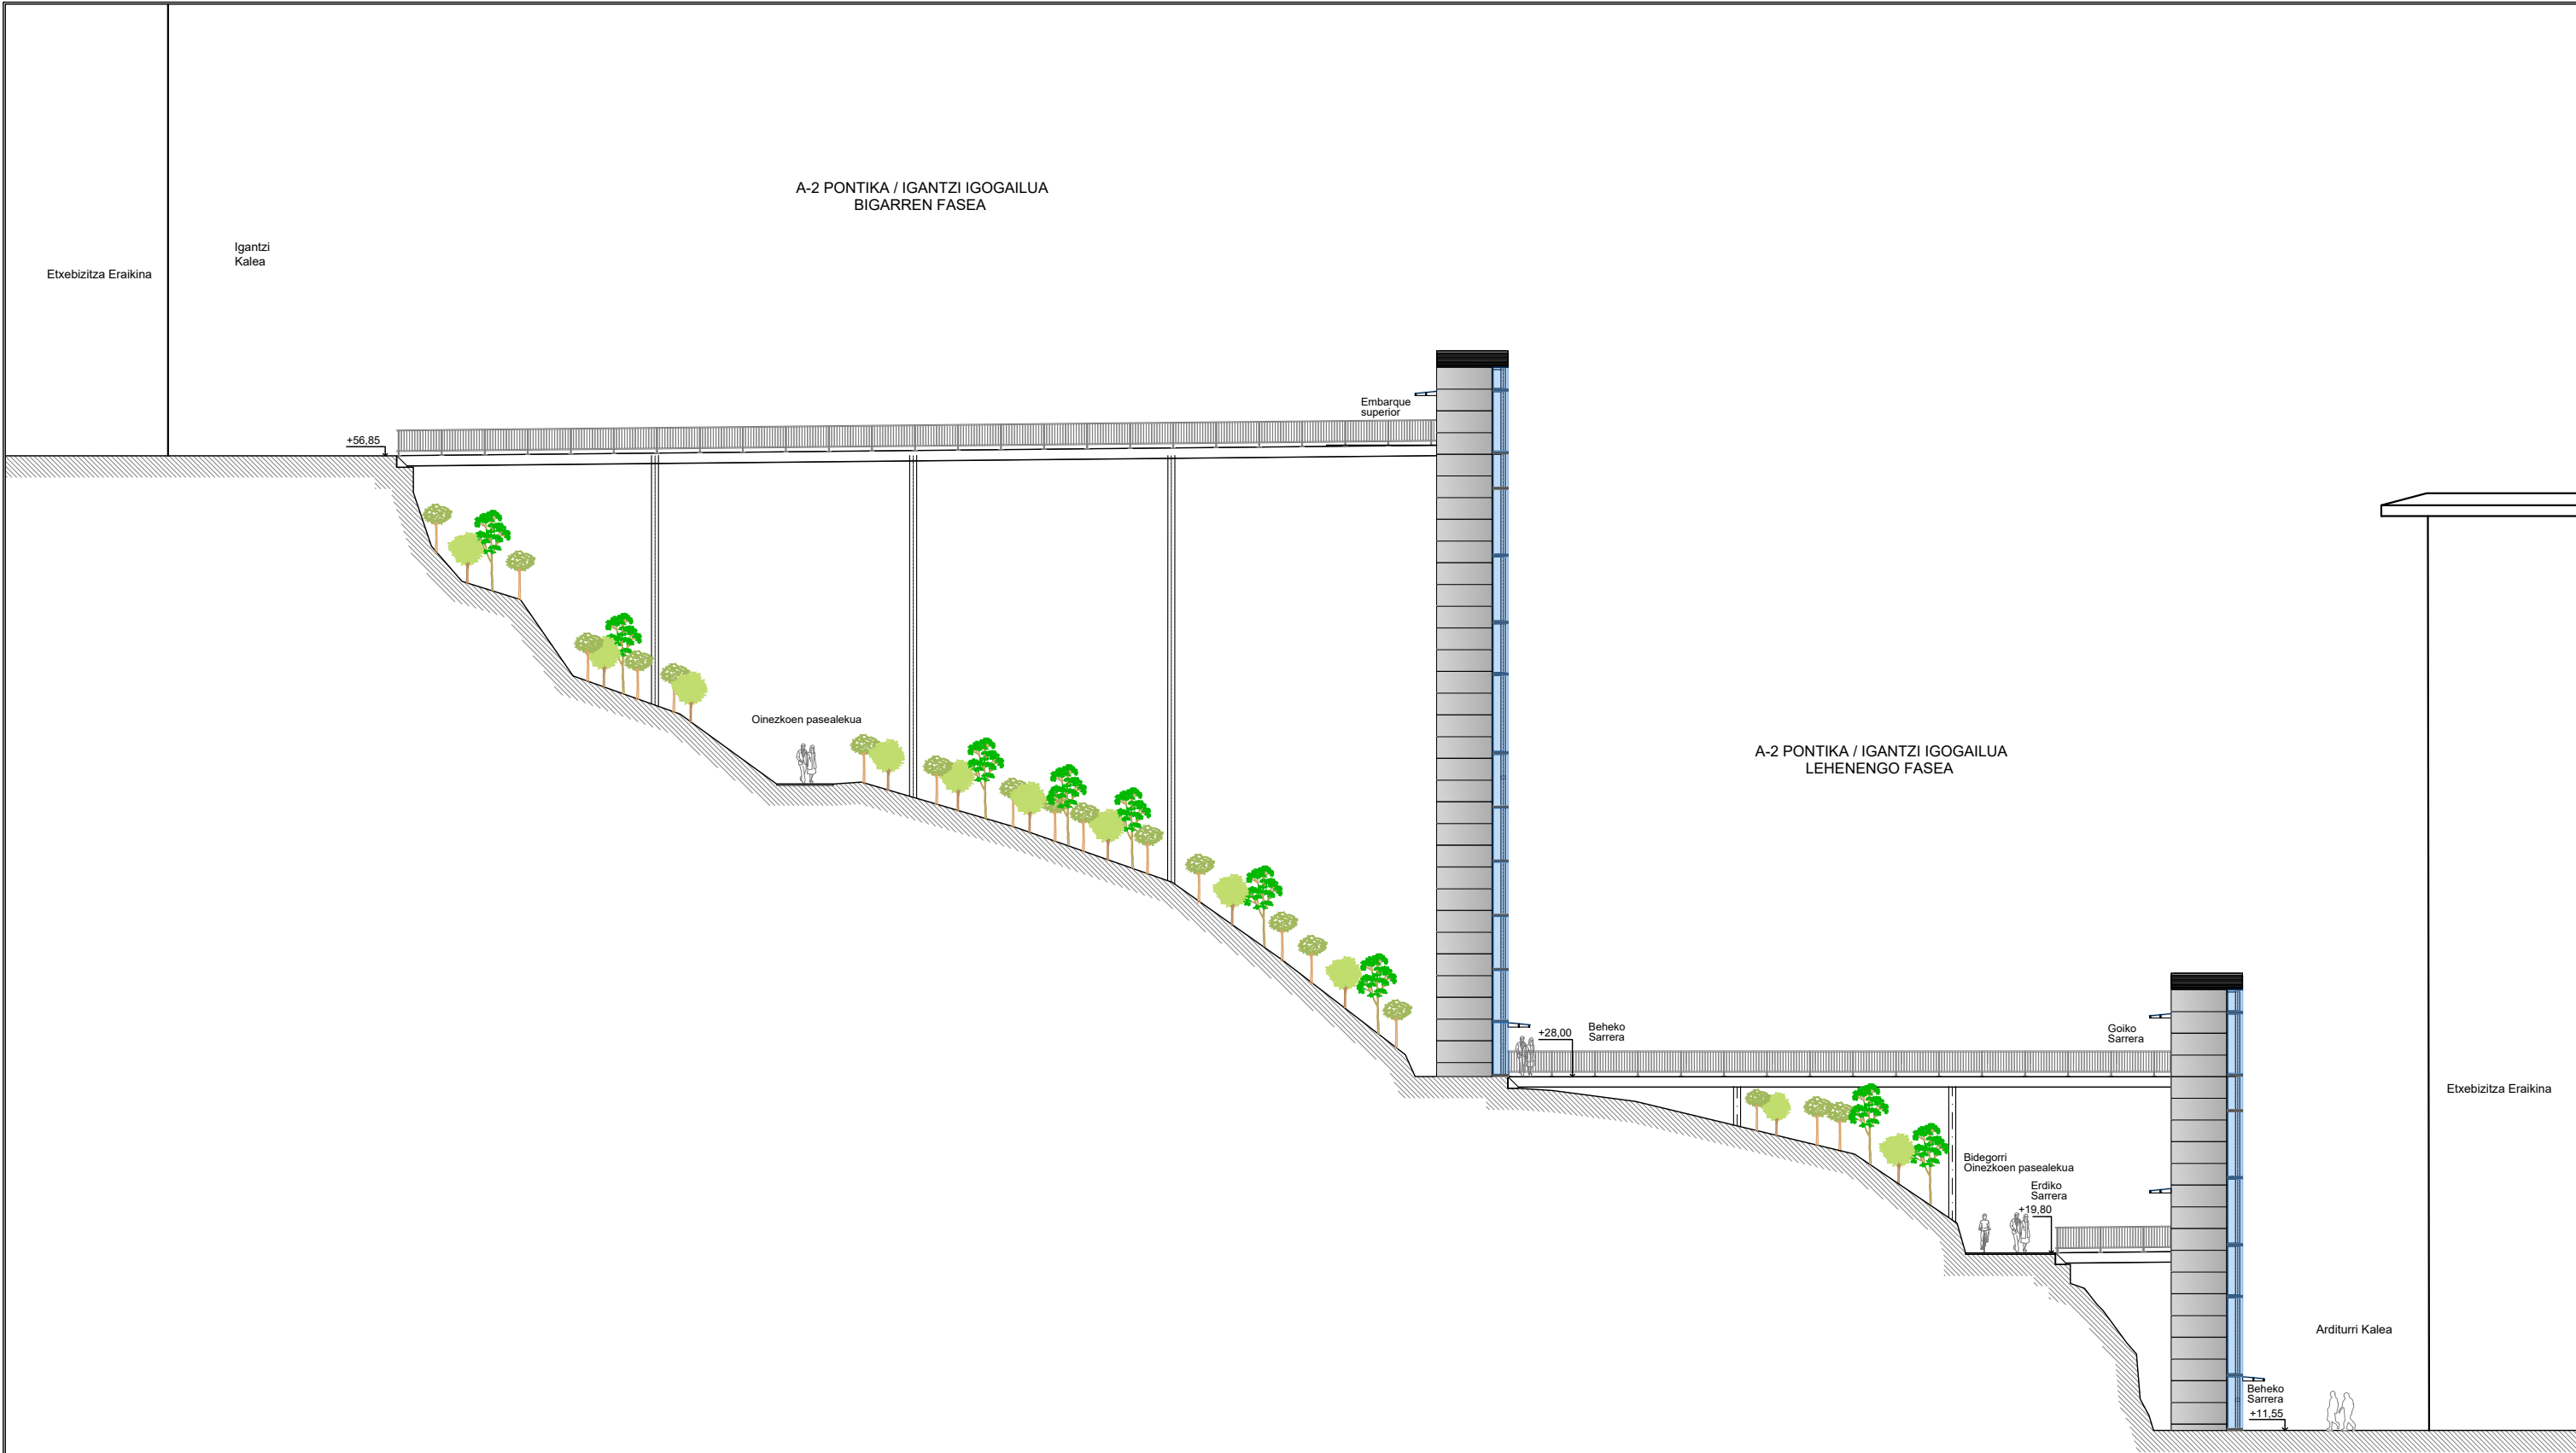 A-2 PONTIKA / IGANTZI IGOGAILUA
BIGARREN FASEA
Igantzi
Kalea
Etxebizitza Eraikina
Embarque
superior
+56,85
Oinezkoen pasealekua
A-2 PONTIKA / IGANTZI IGOGAILUA
LEHENENGO FASEA
+28,00
Beheko
Sarrera
Goiko
Sarrera
Etxebizitza Eraikina
Bidegorri
Oinezkoen pasealekua
Erdiko
Sarrera
+19,80
Arditurri Kalea
Beheko
Sarrera
+11,55